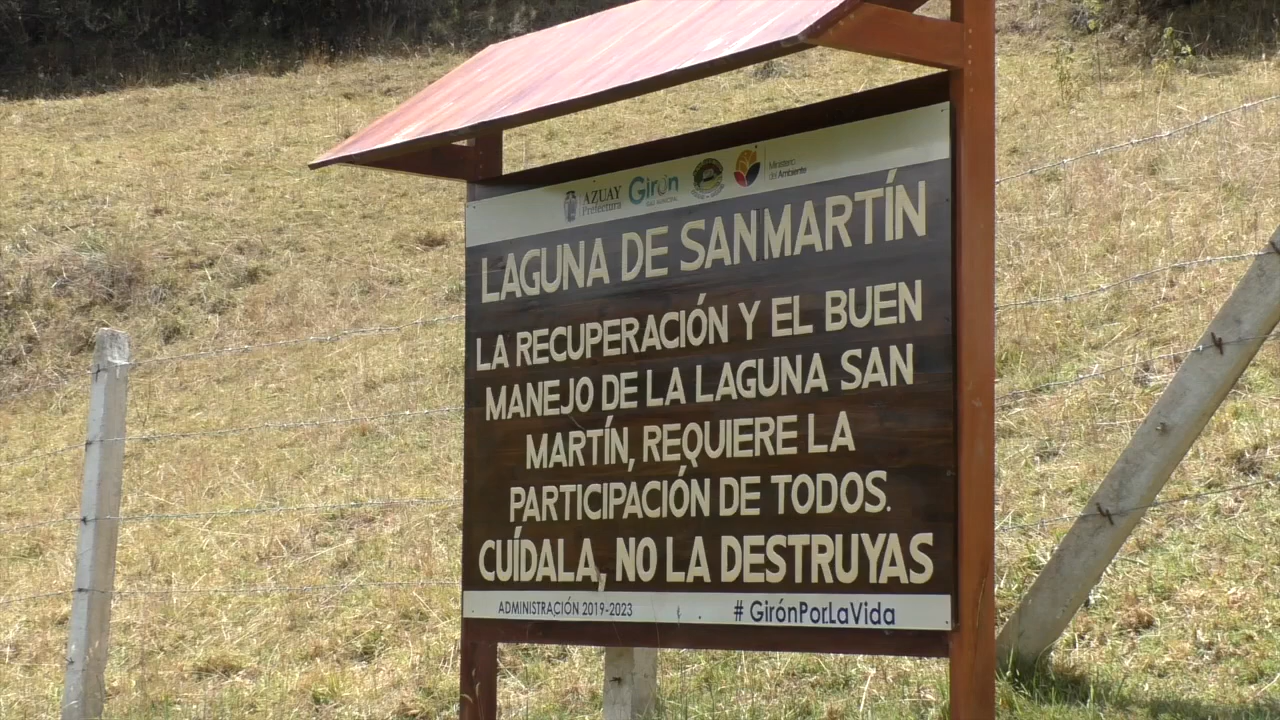 AZUAY
Prefectura
Girón
GAD MUNICIPAL
Ministerio
del Ambiente
LAGUNA DE SAN MARTÍN
LA RECUPERACIÓN Y EL BUEN
MANEJO DE LA LAGUNA SAN
MARTÍN, REQUIERE LA
PARTICIPACIÓN DE TODOS.
CUÍDALA, NO LA DESTRUYAS
ADMINISTRACIÓN 2019-2023
# GirónPorLaVida